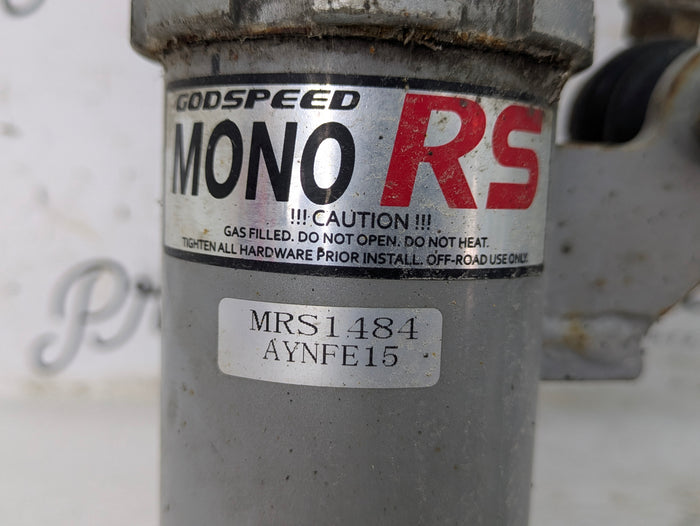 GODSPEED
MONO RS
!!! CAUTION !!!
GAS FILLED. DO NOT OPEN. DO NOT HEAT.
TIGHTEN ALL HARDWARE PRIOR INSTALL. OFF-ROAD USE ONLY.
MRS1484
AYNFE15